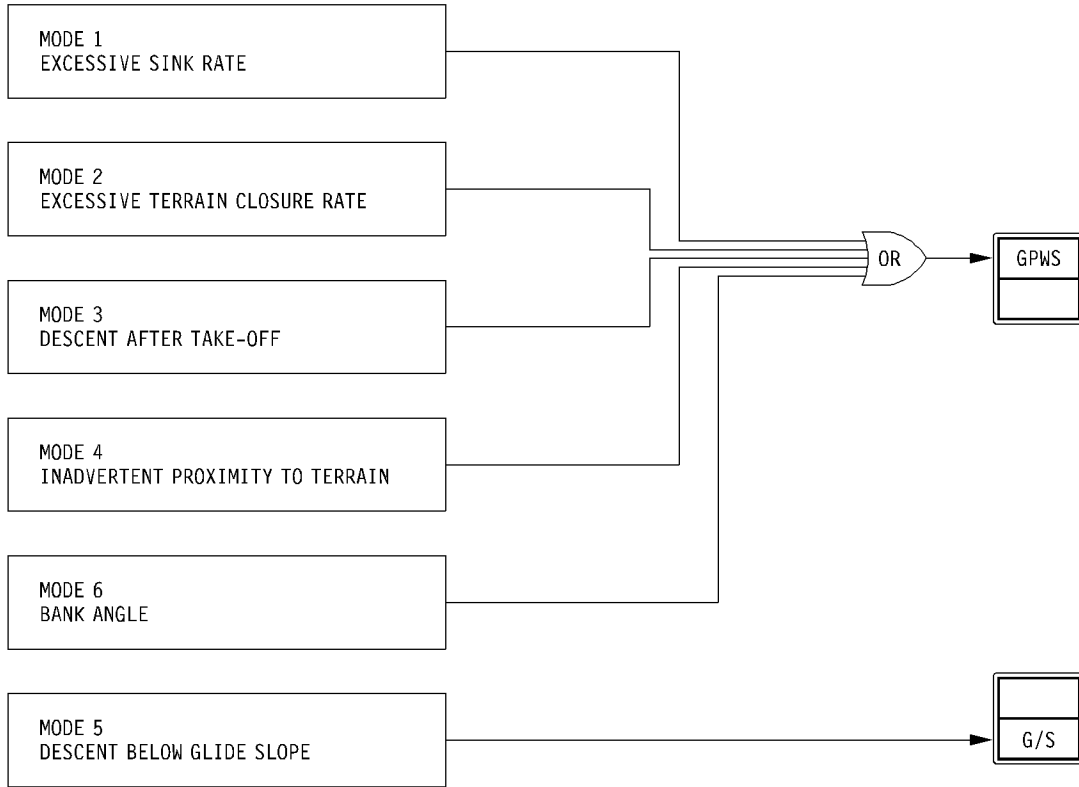 MODE 1
EXCESSIVE SINK RATE
MODE 2
EXCESSIVE TERRAIN CLOSURE RATE
MODE 3
DESCENT AFTER TAKE-OFF
MODE 4
INADVERTENT PROXIMITY TO TERRAIN
MODE 6
BANK ANGLE
MODE 5
DESCENT BELOW GLIDE SLOPE
OR
GPWS
G/S